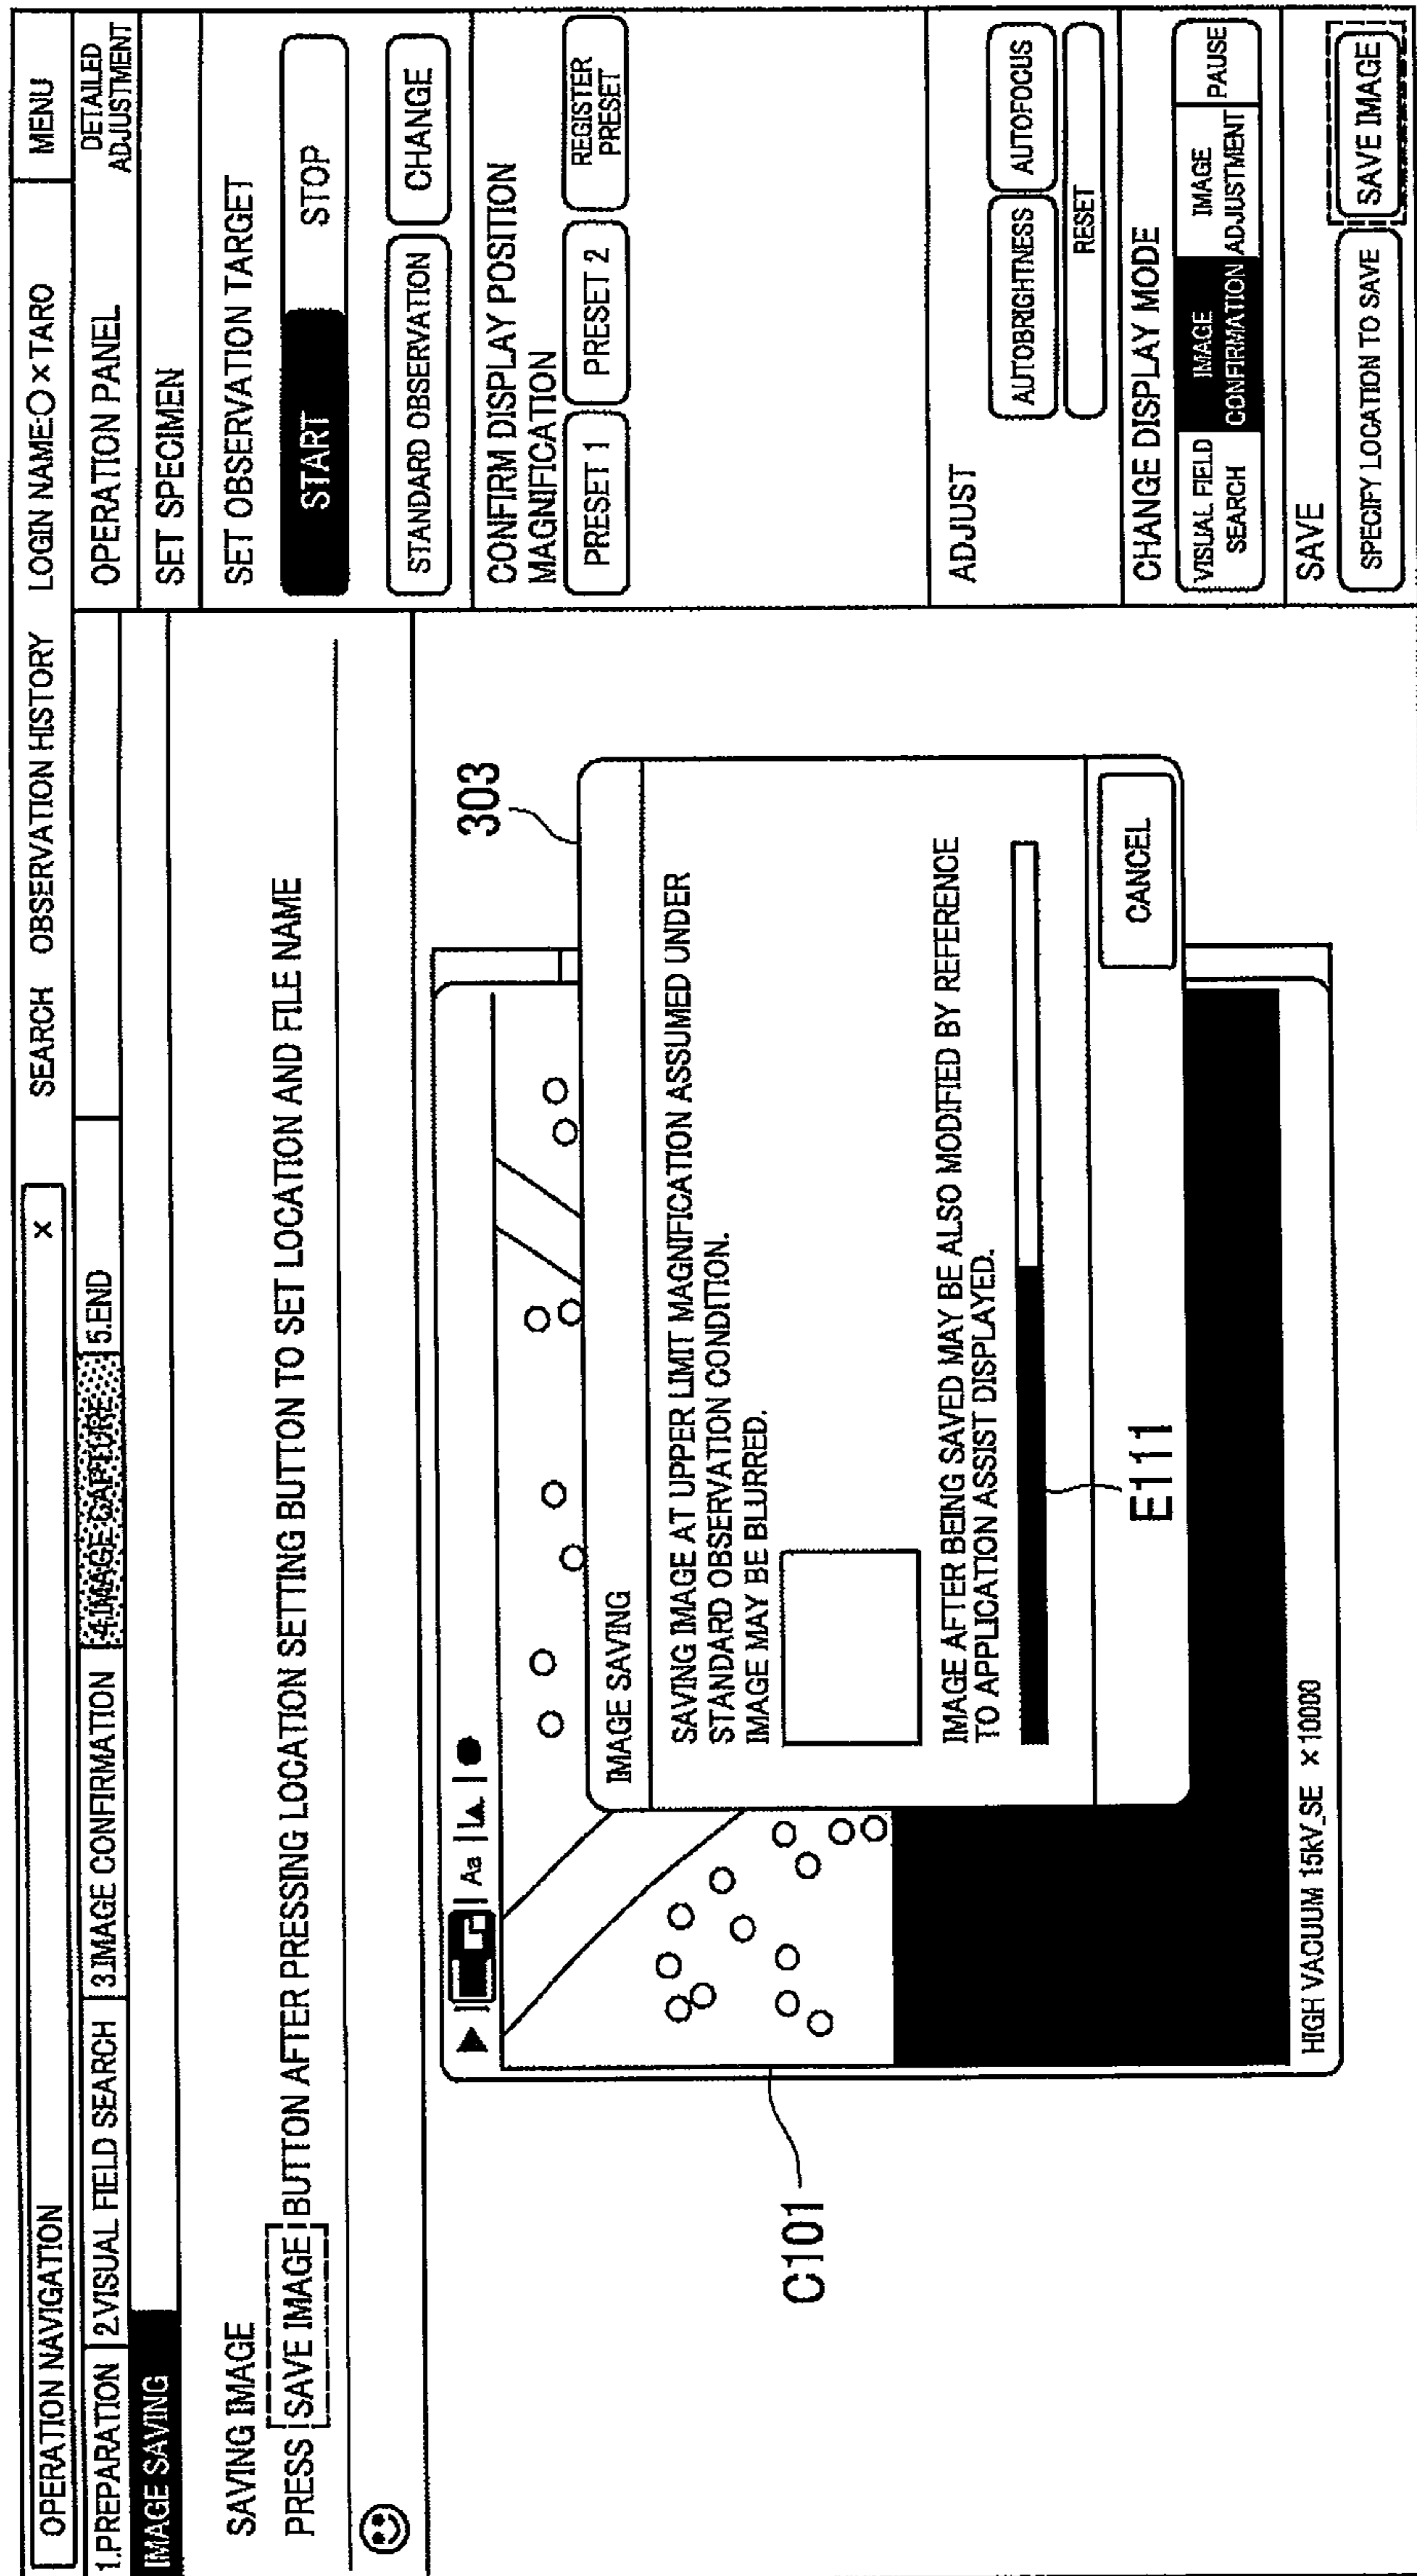 OPERATION NAVIGATION ×
SEARCH OBSERVATION HISTORY LOGIN NAME:○×TARO MENU
1.PREPARATION 2.VISUAL FIELD SEARCH 3.IMAGE CONFIRMATION 4.IMAGE CAPTURE 5.END
IMAGE SAVING
SAVING IMAGE
PRESS SAVE IMAGE BUTTON AFTER PRESSING LOCATION SETTING BUTTON TO SET LOCATION AND FILE NAME
Aa
C101
303
IMAGE SAVING
SAVING IMAGE AT UPPER LIMIT MAGNIFICATION ASSUMED UNDER
STANDARD OBSERVATION CONDITION.
IMAGE MAY BE BLURRED.
IMAGE AFTER BEING SAVED MAY BE ALSO MODIFIED BY REFERENCE
TO APPLICATION ASSIST DISPLAYED.
E111
CANCEL
HIGH VACUUM 15kV_SE ×10000
OPERATION PANEL
DETAILED
ADJUSTMENT
SET SPECIMEN
SET OBSERVATION TARGET
START STOP
STANDARD OBSERVATION CHANGE
CONFIRM DISPLAY POSITION
MAGNIFICATION
PRESET 1 PRESET 2
REGISTER
PRESET
ADJUST
AUTOBRIGHTNESS AUTOFOCUS
RESET
CHANGE DISPLAY MODE
VISUAL FIELD
SEARCH
IMAGE
CONFIRMATION
IMAGE
ADJUSTMENT
PAUSE
SAVE
SPECIFY LOCATION TO SAVE SAVE IMAGE